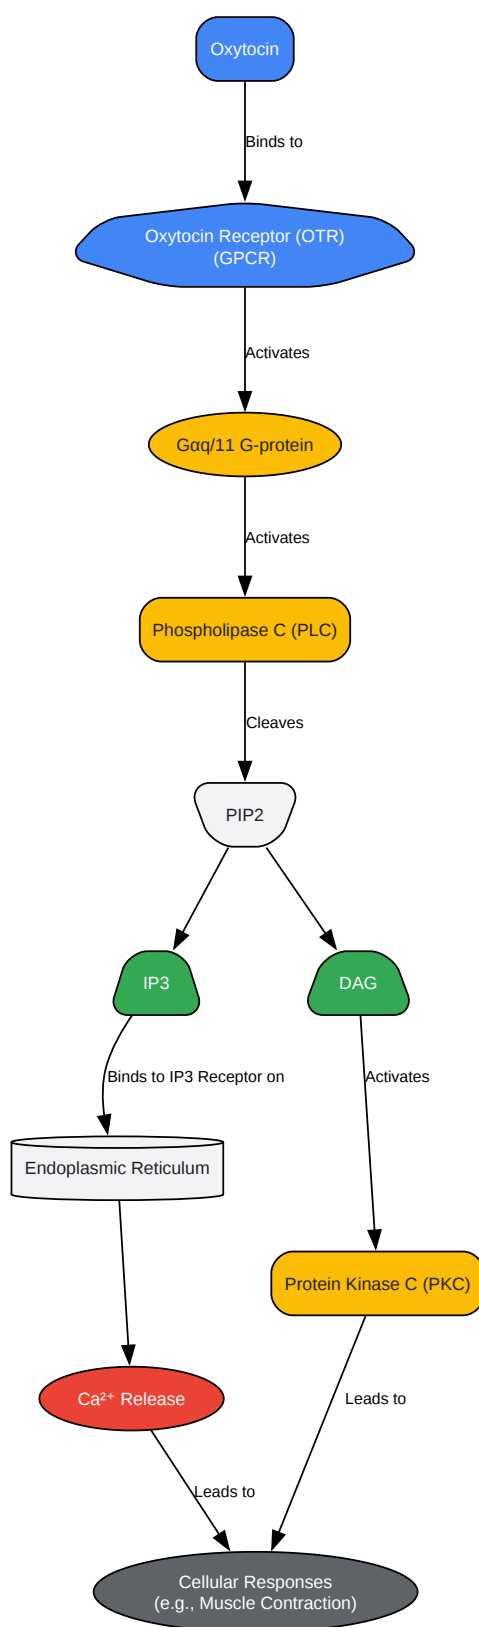 Oxytocin
Binds to
Oxytocin Receptor (OTR)
(GPCR)
Activates
Gαq/11 G-protein
Activates
Phospholipase C (PLC)
Cleaves
PIP2
IP3
DAG
Binds to IP3 Receptor on
Activates
Endoplasmic Reticulum
Protein Kinase C (PKC)
Ca²⁺ Release
Leads to
Leads to
Cellular Responses
(e.g., Muscle Contraction)